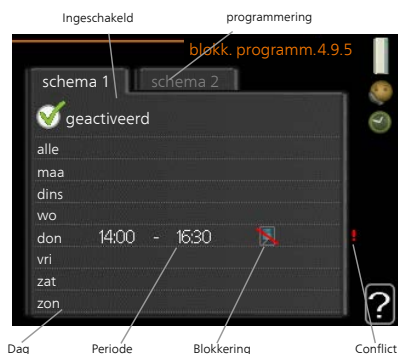 Ingeschakeld programmering
blokk. programm.4.9.5
schema 1 schema 2
geactiveerd
alle
maa
dins
wo
don 14:00 - 16:30 !
vri
zat
zon
?
Dag Periode Blokkering Conflict